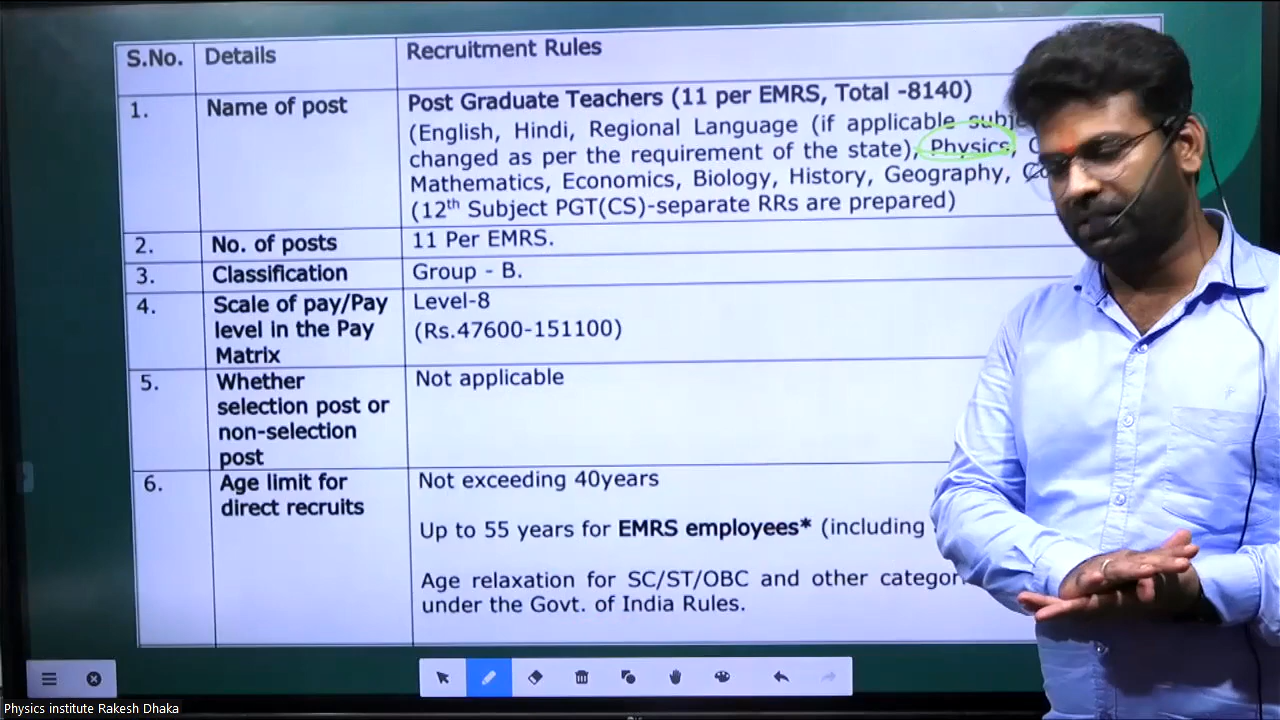 S.No. Details Recruitment Rules
1. Name of post Post Graduate Teachers (11 per EMRS, Total -8140)
(English, Hindi, Regional Language (if applicable
changed as per the requirement of the state), Physics,
Mathematics, Economics, Biology, History, Geography,
(12th Subject PGT(CS)-separate RRs are prepared)
2. No. of posts 11 Per EMRS.
3. Classification Group - B.
4. Scale of pay/Pay Level-8
level in the Pay (Rs.47600-151100)
Matrix
5. Whether Not applicable
selection post or
non-selection
post
6. Age limit for Not exceeding 40years
direct recruits
Up to 55 years for EMRS employees* (including
Age relaxation for SC/ST/OBC and other
under the Govt. of India Rules.
Physics institute Rakesh Dhaka